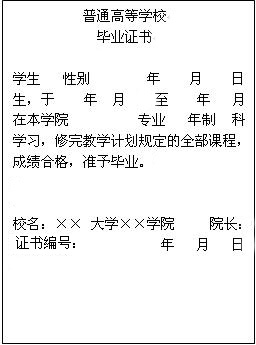 普通高等学校
毕业证书
学生 性别 年 月 日
生，于 年 月 至 年 月
在本学院 专业 年制 科
学习，修完教学计划规定的全部课程，
成绩合格，准予毕业。
校名：×× 大学××学院 院长：
证书编号： 年 月 日